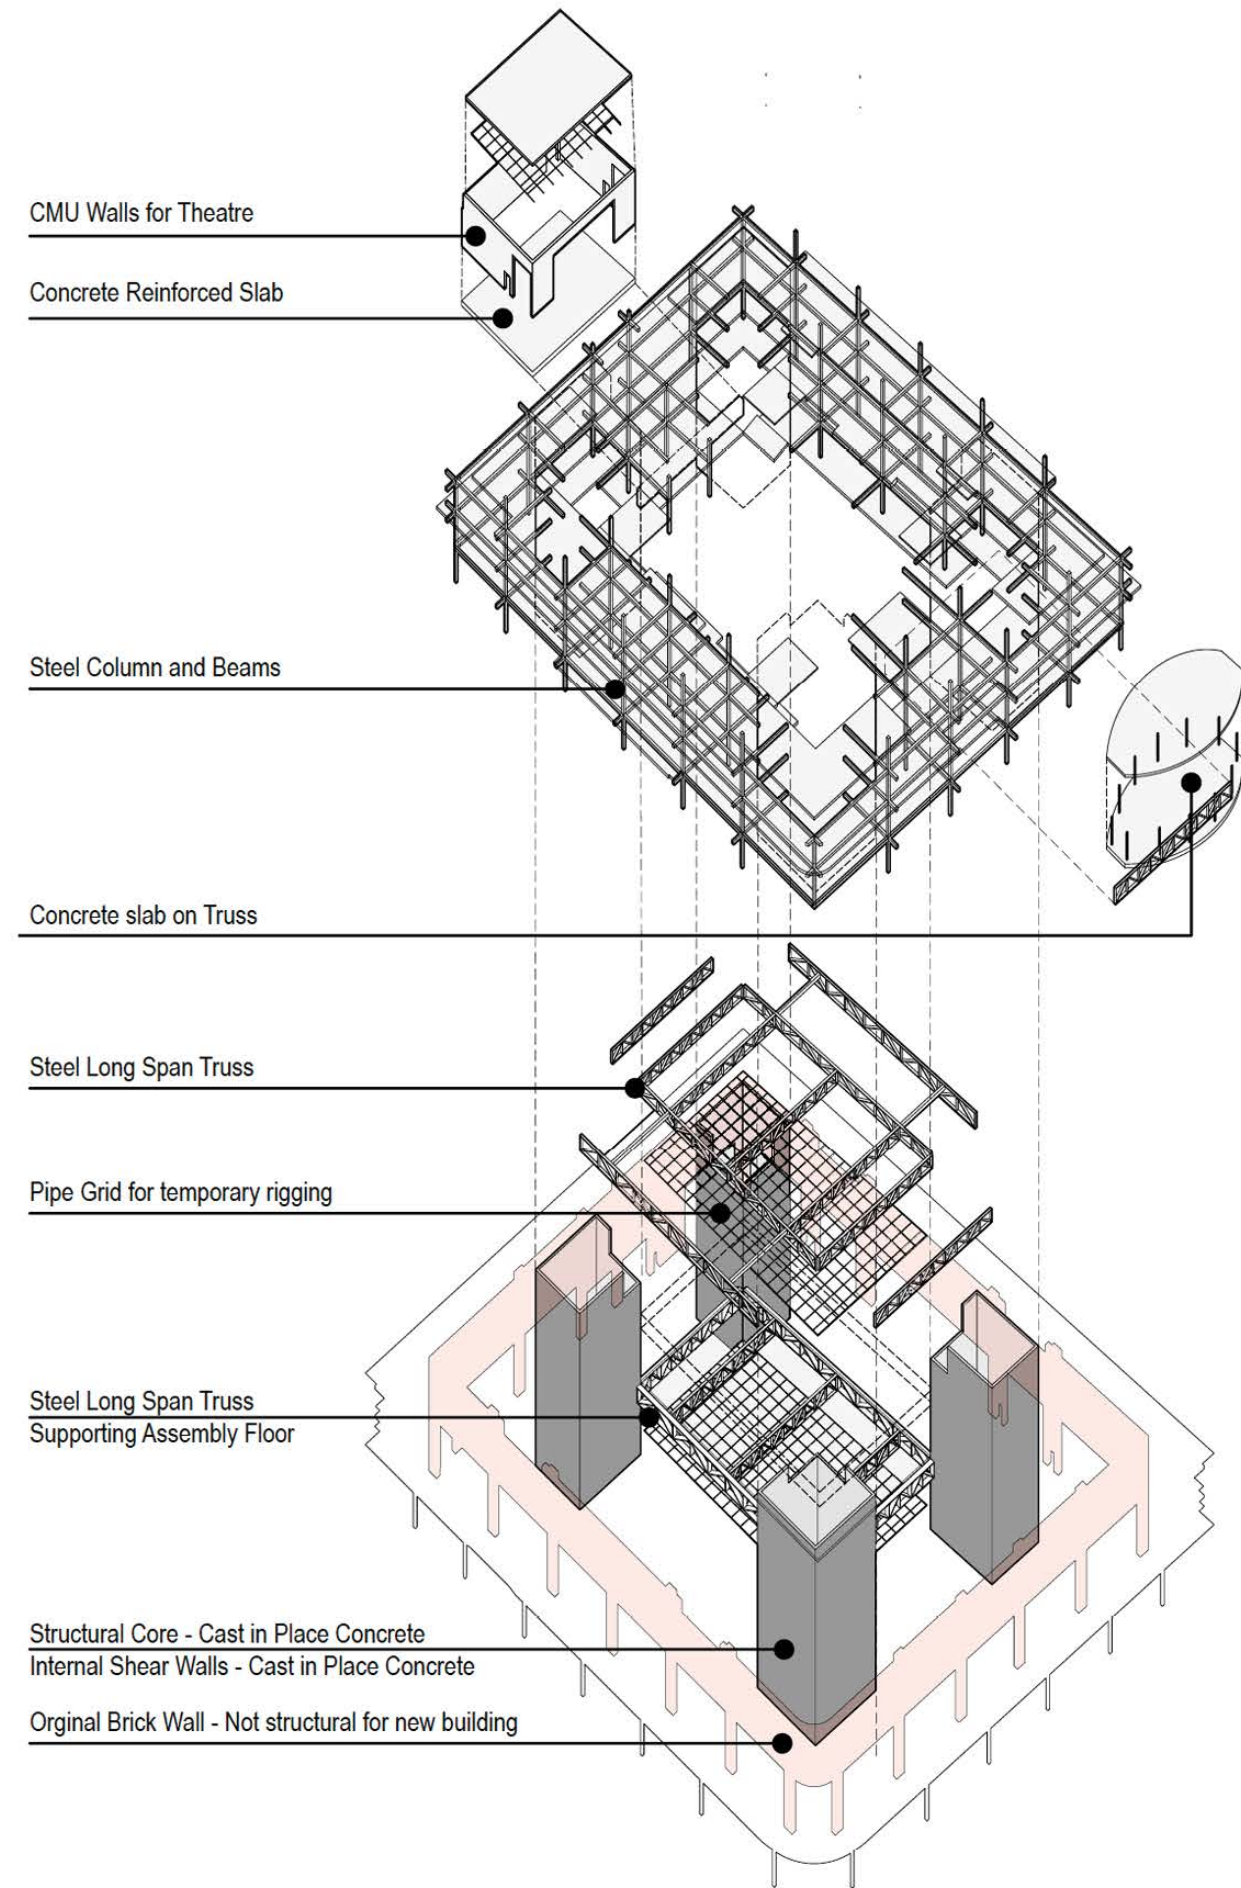 CMU Walls for Theatre
Concrete Reinforced Slab
Steel Column and Beams
Concrete slab on Truss
Steel Long Span Truss
Pipe Grid for temporary rigging
Steel Long Span Truss
Supporting Assembly Floor
Structural Core - Cast in Place Concrete
Internal Shear Walls - Cast in Place Concrete
Orginal Brick Wall - Not structural for new building